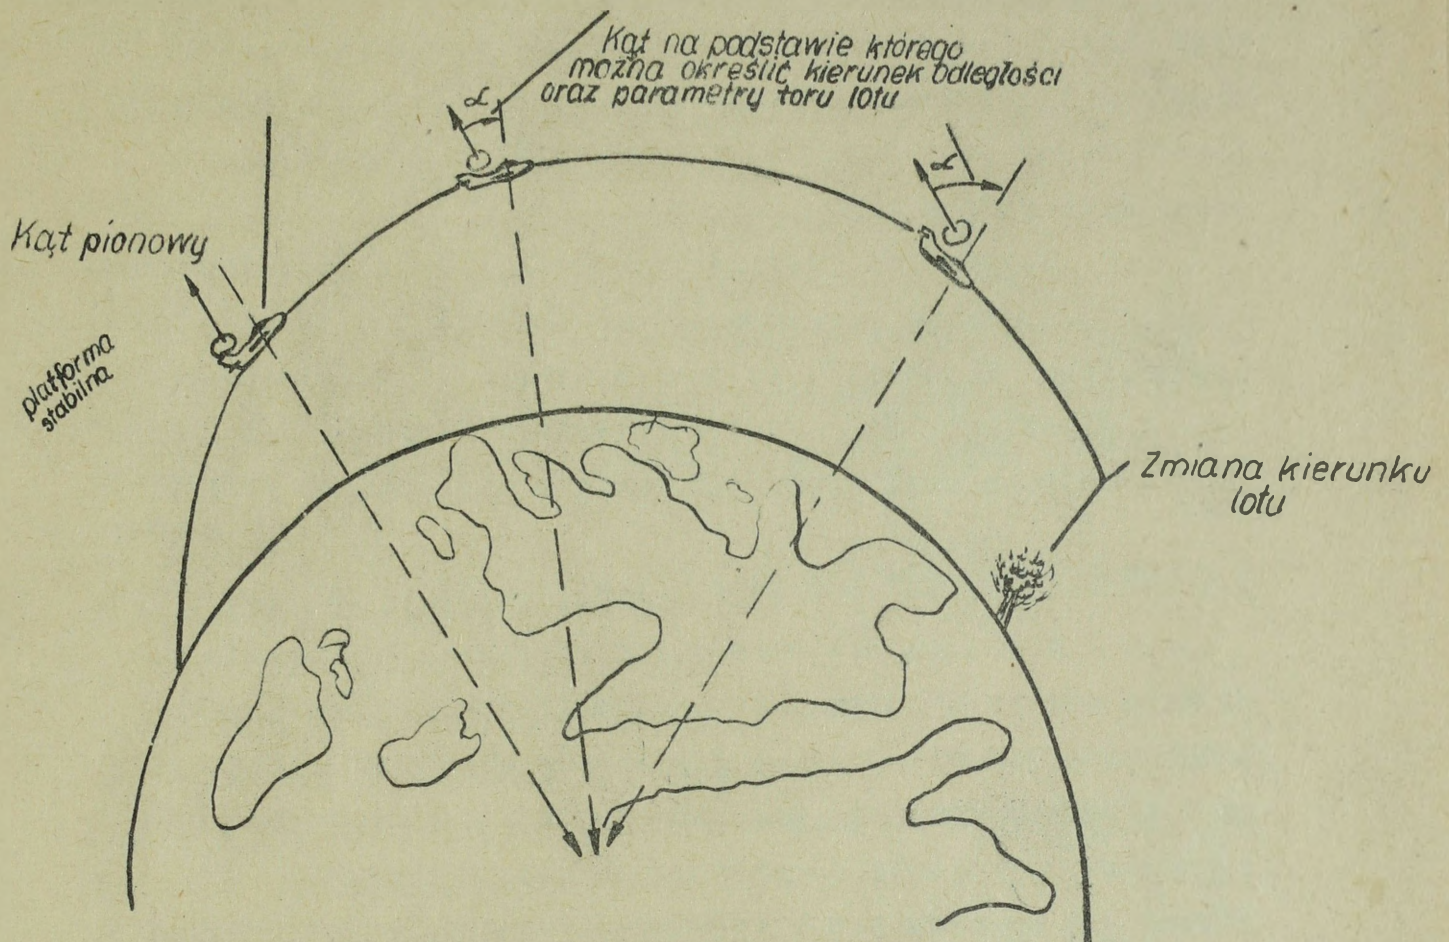 Kąt na podstawie którego
można określić kierunek odległości
oraz parametry toru lotu
α
α
Kąt pionowy
platforma
stabilna
Zmiana kierunku
lotu